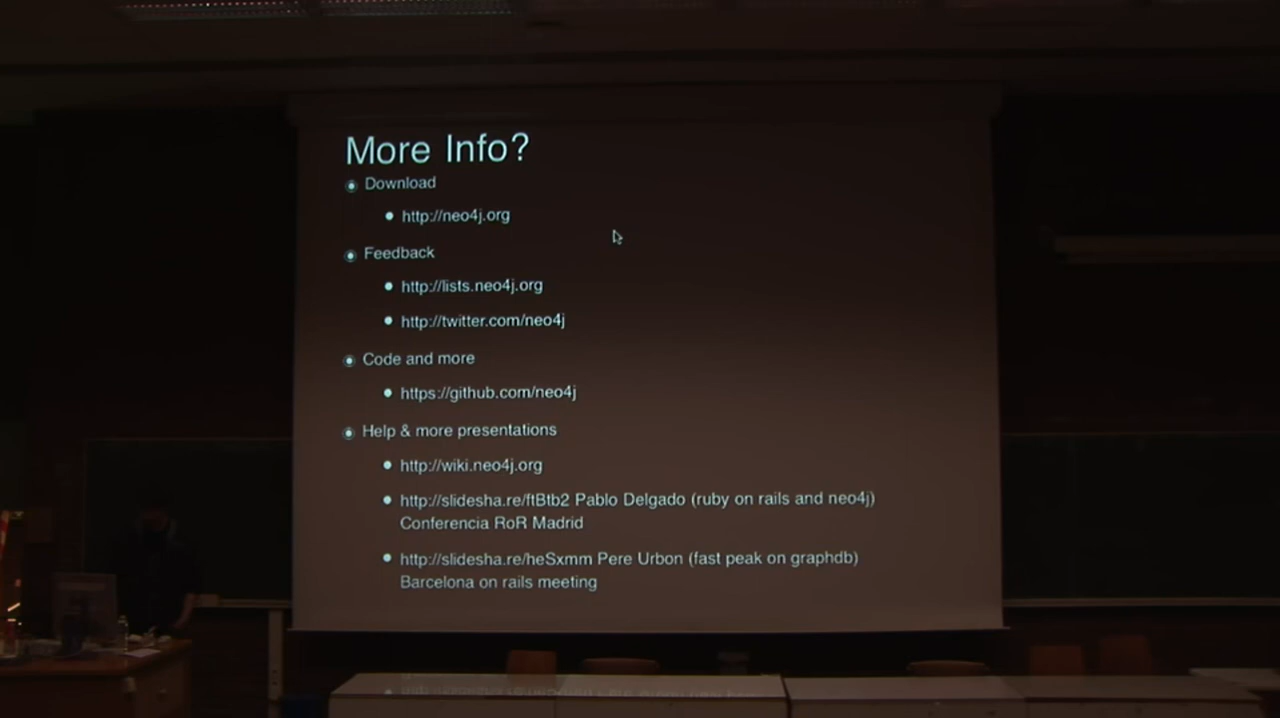 More Info?
Download
http://neo4j.org
Feedback
http://lists.neo4j.org
http://twitter.com/neo4j
Code and more
https://github.com/neo4j
Help & more presentations
http://wiki.neo4j.org
http://slidesha.re/ftBtb2 Pablo Delgado (ruby on rails and neo4j)
Conferencia RoR Madrid
http://slidesha.re/heSxmm Pere Urbon (fast peak on graphdb)
Barcelona on rails meeting